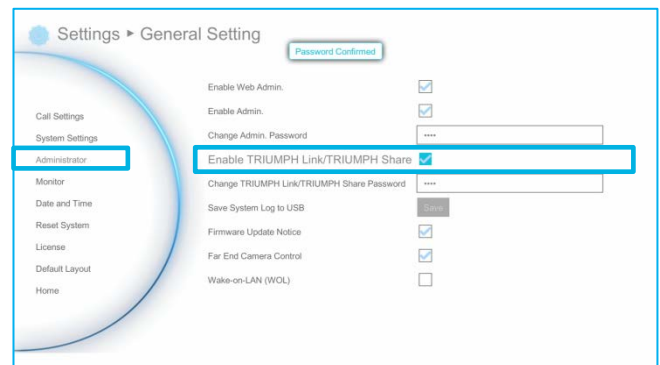 Settings ▸ General Setting
Password Confirmed
Call Settings
System Settings
Administrator
Monitor
Date and Time
Reset System
License
Default Layout
Home
Enable Web Admin.
Enable Admin.
Change Admin. Password ****
Enable TRIUMPH Link/TRIUMPH Share
Change TRIUMPH Link/TRIUMPH Share Password ****
Save System Log to USB Save
Firmware Update Notice
Far End Camera Control
Wake-on-LAN (WOL)